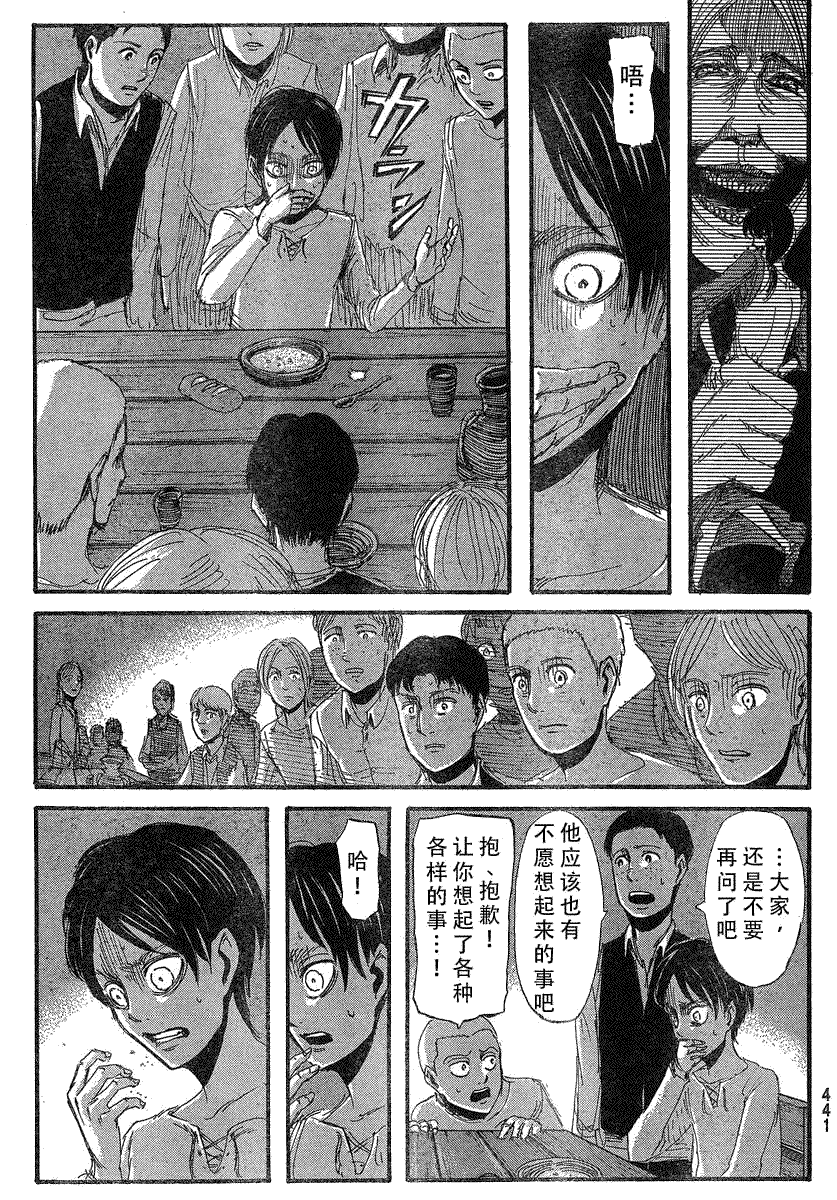 唔…
カラン
…大家，
还是不要
再问了吧
他应该也有
不愿想起来的事吧
抱、抱歉！
让你想起了各种
各样的事…！
哈！
441